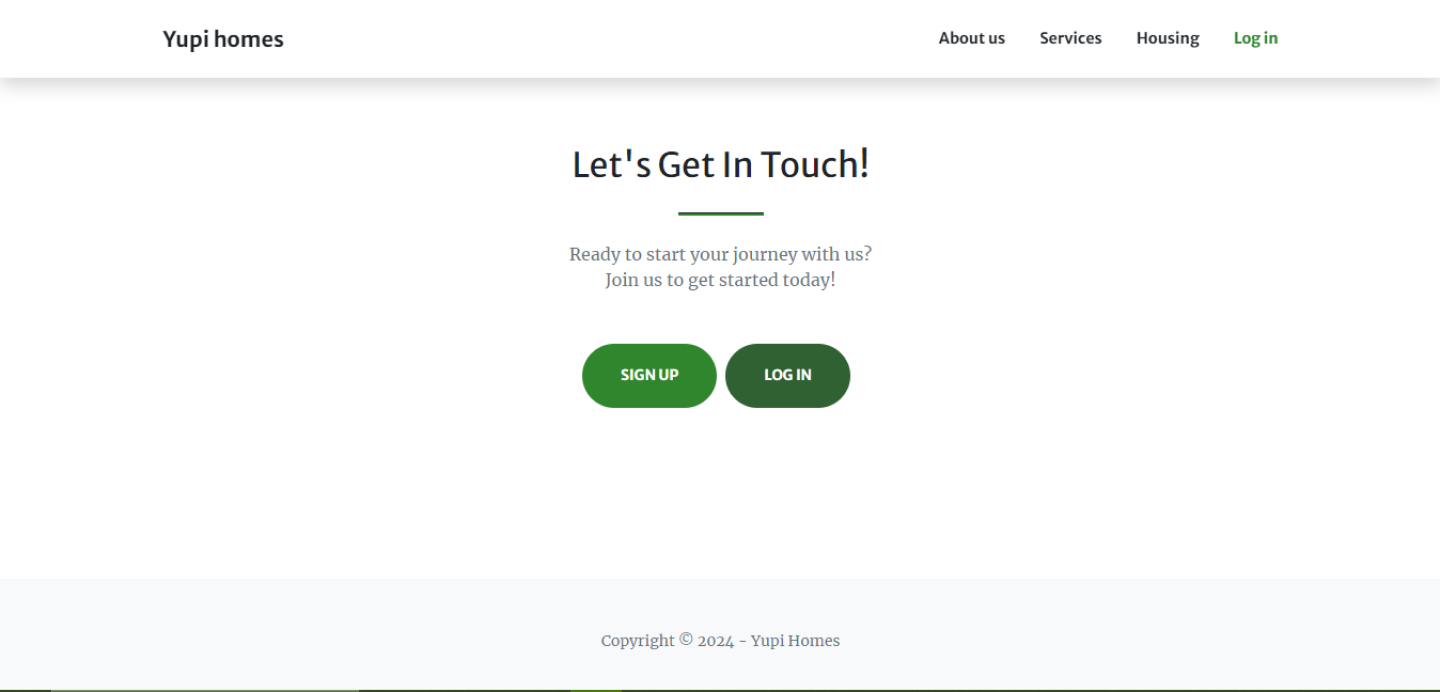 Yupi homes
About us
Services
Housing
Log in
Let's Get In Touch!
Ready to start your journey with us?
Join us to get started today!
SIGN UP
LOG IN
Copyright © 2024 - Yupi Homes